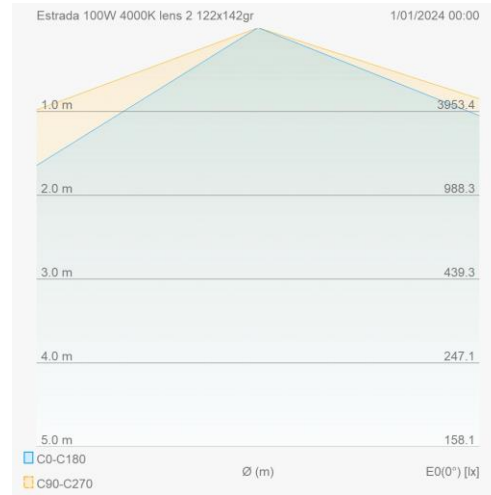 Estrada 100W 4000K lens 2 122x142gr 1/01/2024 00:00
1.0 m 3953.4
2.0 m 988.3
3.0 m 439.3
4.0 m 247.1
5.0 m 158.1
C0-C180
Ø (m) E0(0°) [lx]
C90-C270